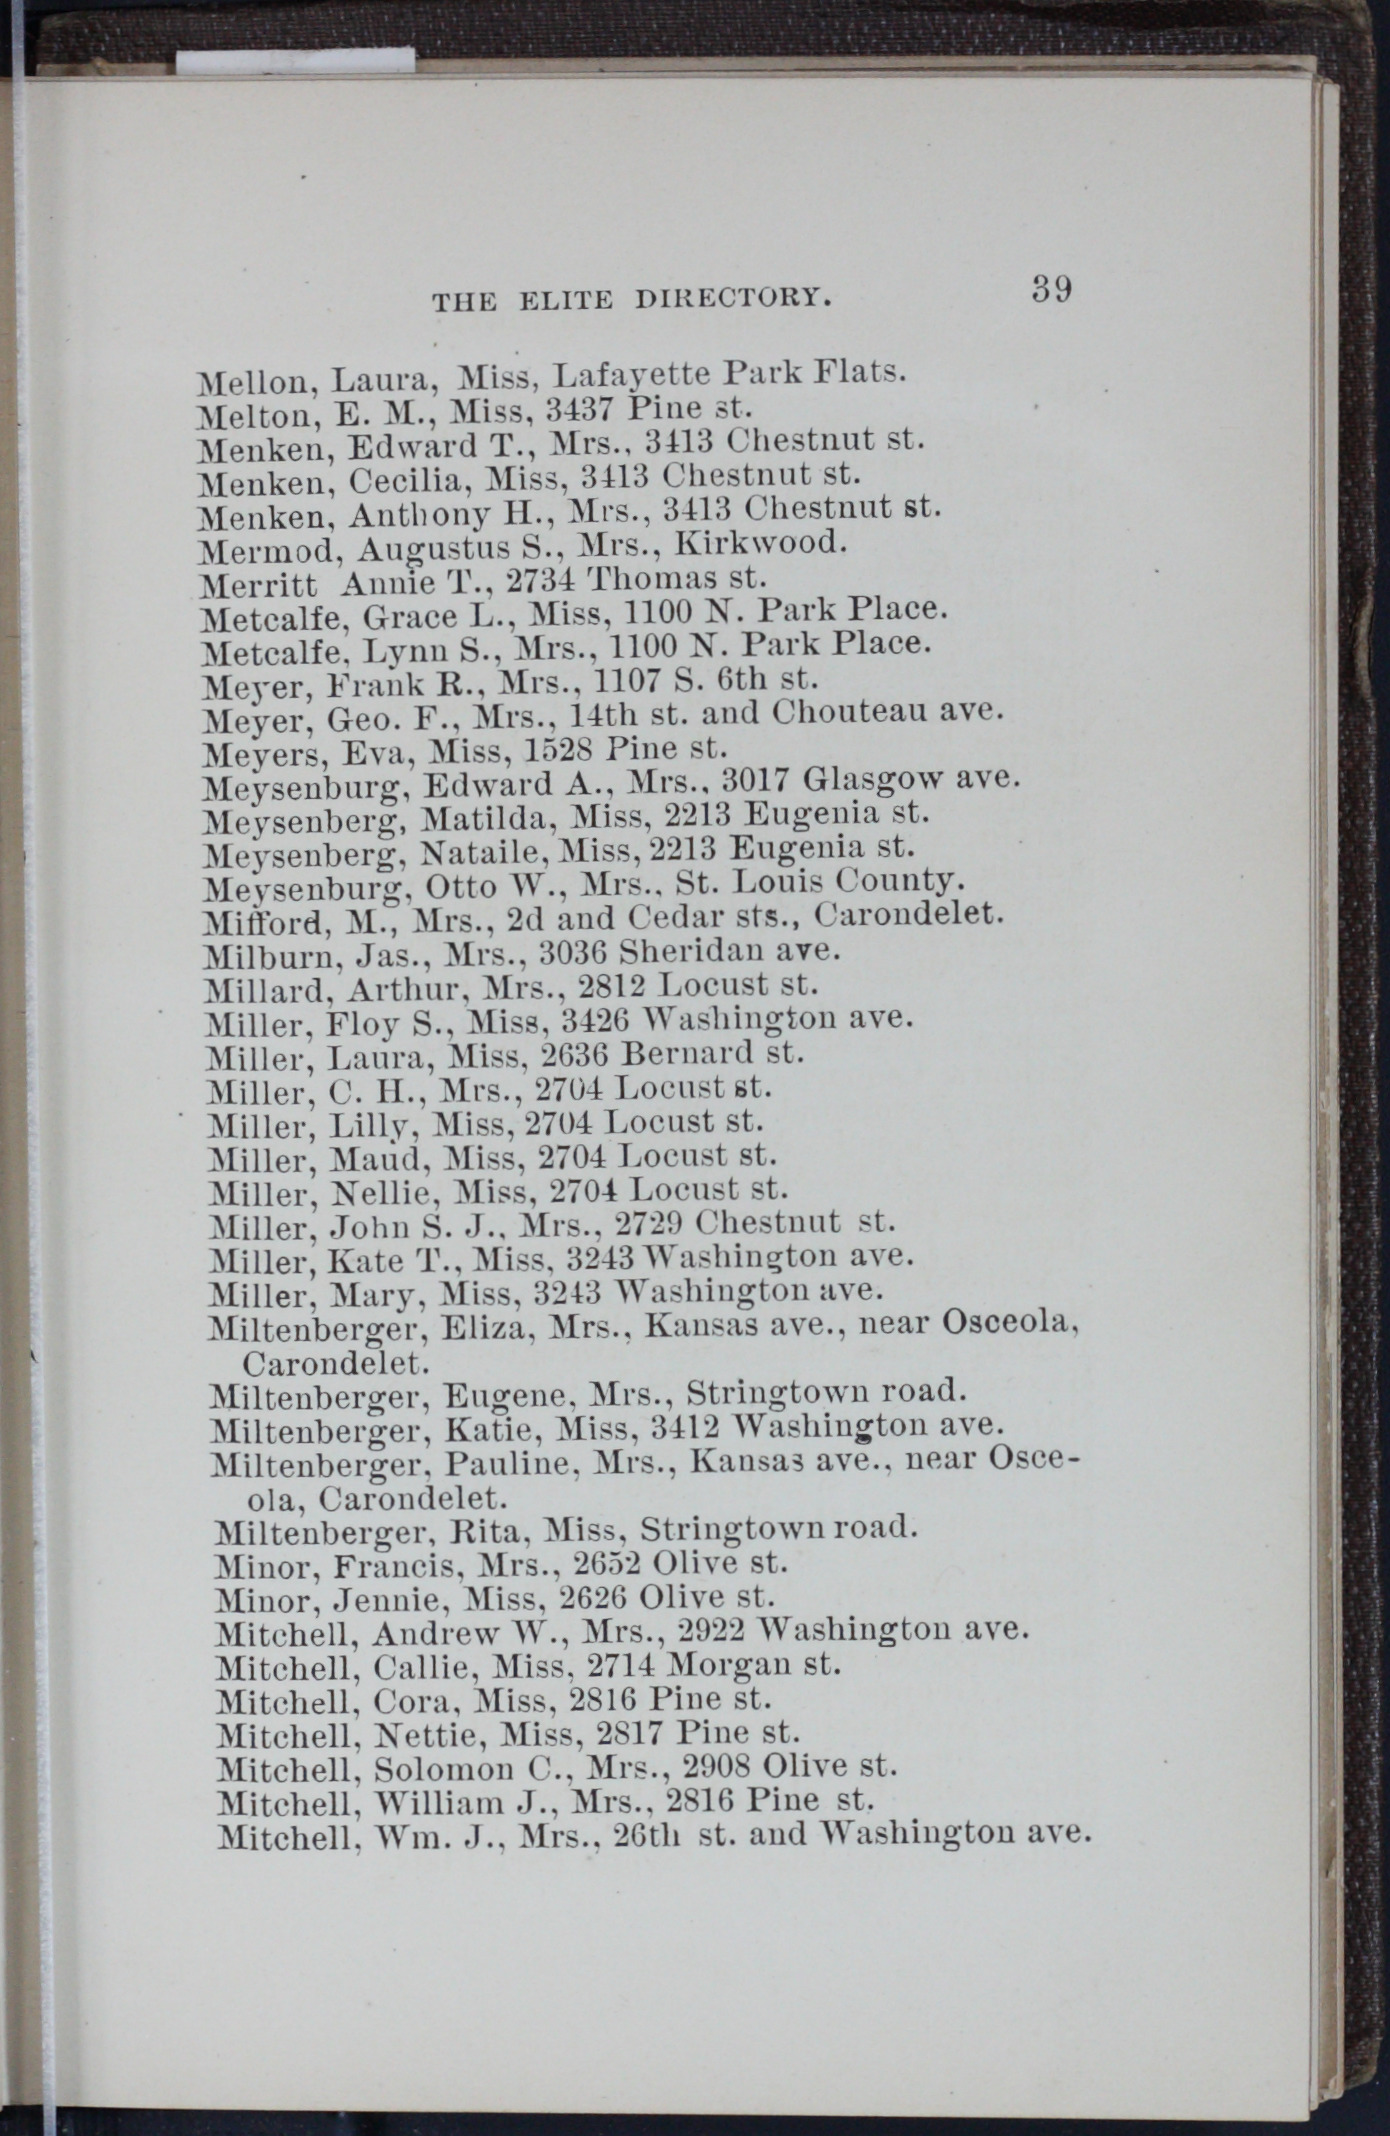 THE ELITE DIRECTORY. 39
Mellon, Laura, Miss, Lafayette Park Flats.
Melton, E. M., Miss, 3437 Pine st.
Menken, Edward T., Mrs., 3413 Chestnut st.
Menken, Cecilia, Miss, 3413 Chestnut st.
Menken, Anthony H., Mrs., 3413 Chestnut st.
Mermod, Augustus S., Mrs., Kirkwood.
Merritt Annie T., 2734 Thomas st.
Metcalfe, Grace L., Miss, 1100 N. Park Place.
Metcalfe, Lynn S., Mrs., 1100 N. Park Place.
Meyer, Frank R., Mrs., 1107 S. 6th st.
Meyer, Geo. F., Mrs., 14th st. and Chouteau ave.
Meyers, Eva, Miss, 1528 Pine st.
Meysenburg, Edward A., Mrs., 3017 Glasgow ave.
Meysenberg, Matilda, Miss, 2213 Eugenia st.
Meysenberg, Nataile, Miss, 2213 Eugenia st.
Meysenburg, Otto W., Mrs., St. Louis County.
Mifford, M., Mrs., 2d and Cedar sts., Carondelet.
Milburn, Jas., Mrs., 3036 Sheridan ave.
Millard, Arthur, Mrs., 2812 Locust st.
Miller, Floy S., Miss, 3426 Washington ave.
Miller, Laura, Miss, 2636 Bernard st.
Miller, C. H., Mrs., 2704 Locust st.
Miller, Lilly, Miss, 2704 Locust st.
Miller, Maud, Miss, 2704 Locust st.
Miller, Nellie, Miss, 2704 Locust st.
Miller, John S. J., Mrs., 2729 Chestnut st.
Miller, Kate T., Miss, 3243 Washington ave.
Miller, Mary, Miss, 3243 Washington ave.
Miltenberger, Eliza, Mrs., Kansas ave., near Osceola,
Carondelet.
Miltenberger, Eugene, Mrs., Stringtown road.
Miltenberger, Katie, Miss, 3412 Washington ave.
Miltenberger, Pauline, Mrs., Kansas ave., near Osce-
ola, Carondelet.
Miltenberger, Rita, Miss, Stringtown road.
Minor, Francis, Mrs., 2652 Olive st.
Minor, Jennie, Miss, 2626 Olive st.
Mitchell, Andrew W., Mrs., 2922 Washington ave.
Mitchell, Callie, Miss, 2714 Morgan st.
Mitchell, Cora, Miss, 2816 Pine st.
Mitchell, Nettie, Miss, 2817 Pine st.
Mitchell, Solomon C., Mrs., 2908 Olive st.
Mitchell, William J., Mrs., 2816 Pine st.
Mitchell, Wm. J., Mrs., 26th st. and Washington ave.